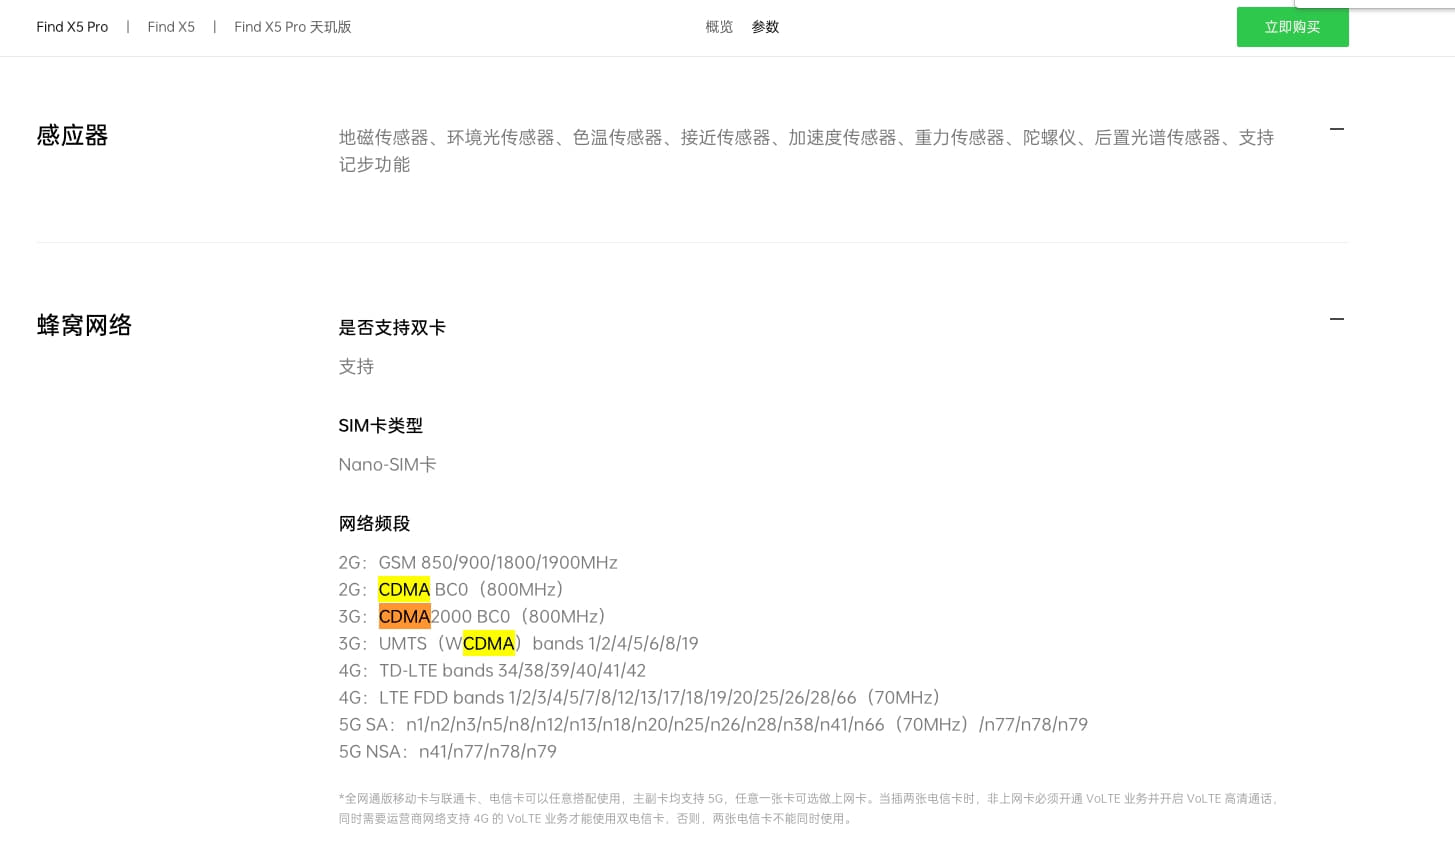 Find X5 Pro | Find X5 | Find X5 Pro 天玑版 概览 参数 立即购买
感应器
地磁传感器、环境光传感器、色温传感器、接近传感器、加速度传感器、重力传感器、陀螺仪、后置光谱传感器、支持
记步功能
蜂窝网络
是否支持双卡
支持
SIM卡类型
Nano-SIM卡
网络频段
2G：GSM 850/900/1800/1900MHz
2G：CDMA BC0（800MHz）
3G：CDMA2000 BC0（800MHz）
3G：UMTS（WCDMA）bands 1/2/4/5/6/8/19
4G：TD-LTE bands 34/38/39/40/41/42
4G：LTE FDD bands 1/2/3/4/5/7/8/12/13/17/18/19/20/25/26/28/66（70MHz）
5G SA：n1/n2/n3/n5/n8/n12/n13/n18/n20/n25/n26/n28/n38/n41/n66（70MHz）/n77/n78/n79
5G NSA：n41/n77/n78/n79
*全网通版移动卡与联通卡、电信卡可以任意搭配使用，主副卡均支持 5G，任意一张卡可选做上网卡。当插两张电信卡时，非上网卡必须开通 VoLTE 业务并开启 VoLTE 高清通话，
同时需要运营商网络支持 4G 的 VoLTE 业务才能使用双电信卡，否则，两张电信卡不能同时使用。